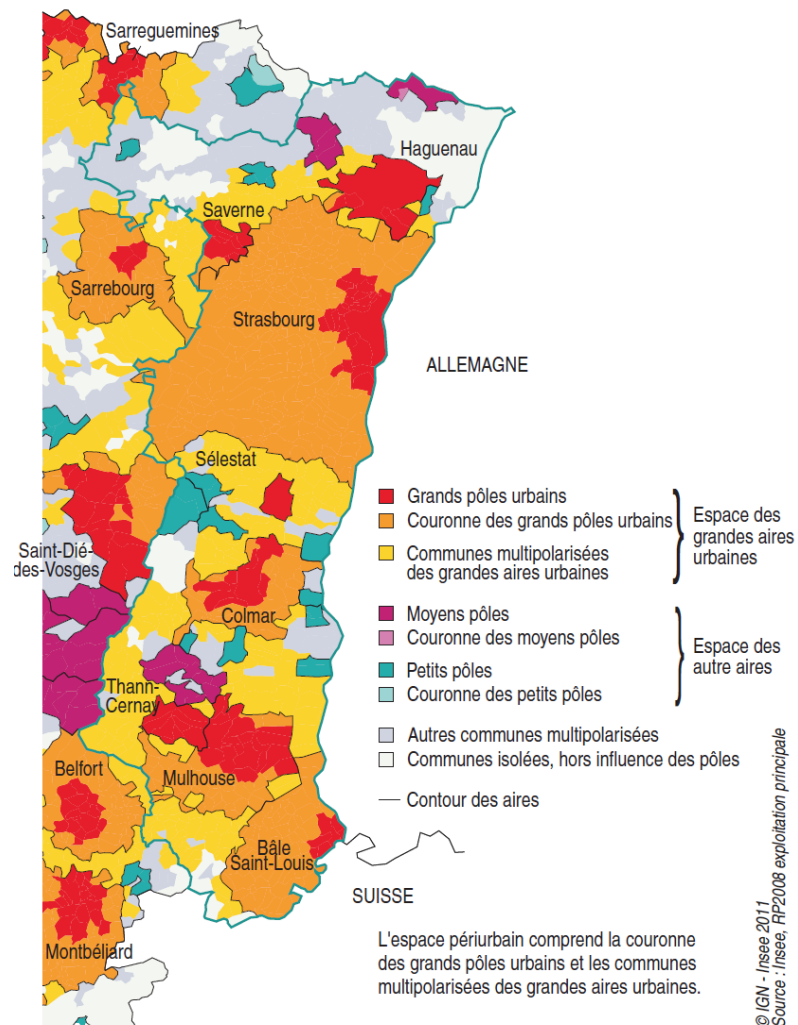 Sarreguemines
Haguenau
Saverne
Sarrebourg
Strasbourg
ALLEMAGNE
Sélestat
Grands pôles urbains
Couronne des grands pôles urbains
Communes multipolarisées
des grandes aires urbaines
Espace des
grandes aires
urbaines
Saint-Dié-
des-Vosges
Colmar
Moyens pôles
Couronne des moyens pôles
Petits pôles
Couronne des petits pôles
Espace des
autre aires
Thann-
Cernay
Autres communes multipolarisées
Communes isolées, hors influence des pôles
Contour des aires
Belfort
Mulhouse
Bâle
Saint-Louis
SUISSE
Montbéliard
L'espace périurbain comprend la couronne
des grands pôles urbains et les communes
multipolarisées des grandes aires urbaines.
© IGN - Insee 2011
Source : Insee, RP2008 exploitation principale